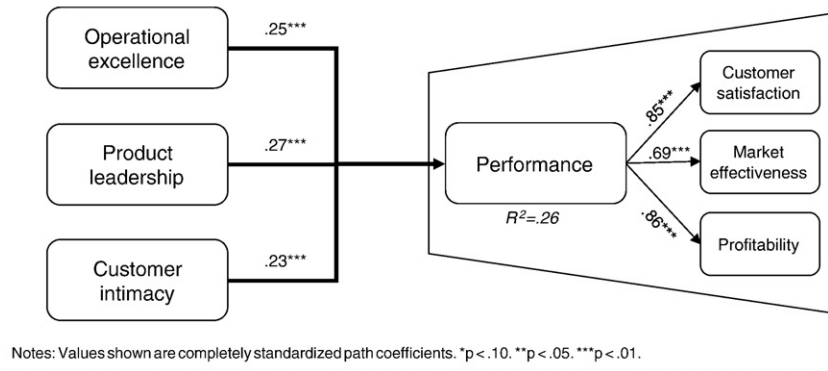 Operational
excellence
.25***
Product
leadership
.27***
Customer
intimacy
.23***
Performance
R²=.26
.85***
.69***
.86***
Customer
satisfaction
Market
effectiveness
Profitability
Notes: Values shown are completely standardized path coefficients. *p<.10. **p<.05. ***p<.01.